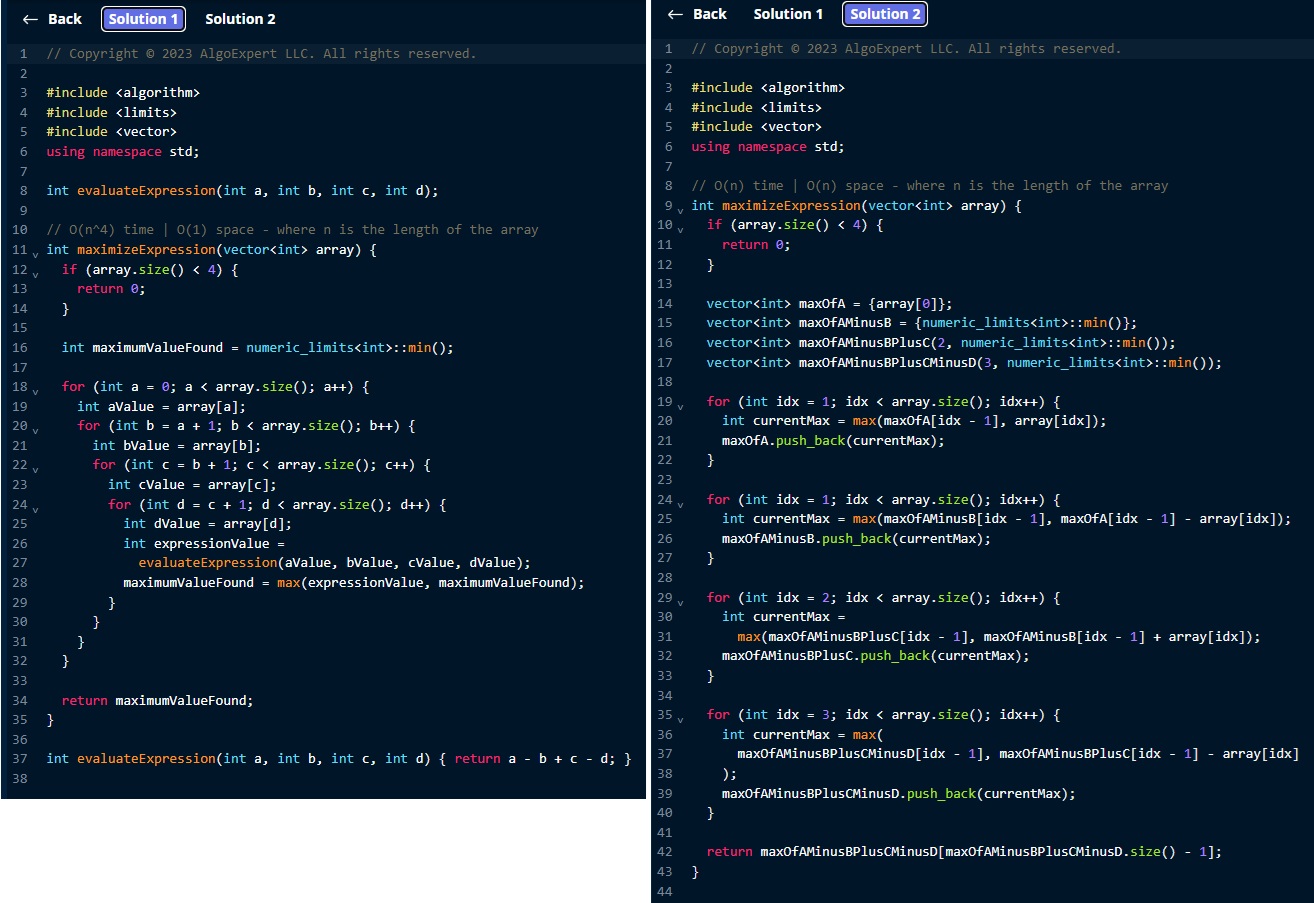 ← Back Solution 1 Solution 2
1 // Copyright © 2023 AlgoExpert LLC. All rights reserved.
2
3 #include <algorithm>
4 #include <limits>
5 #include <vector>
6 using namespace std;
7
8 int evaluateExpression(int a, int b, int c, int d);
9
10 // O(n^4) time | O(1) space - where n is the length of the array
11 int maximizeExpression(vector<int> array) {
12   if (array.size() < 4) {
13     return 0;
14   }
15
16   int maximumValueFound = numeric_limits<int>::min();
17
18   for (int a = 0; a < array.size(); a++) {
19     int aValue = array[a];
20     for (int b = a + 1; b < array.size(); b++) {
21       int bValue = array[b];
22       for (int c = b + 1; c < array.size(); c++) {
23         int cValue = array[c];
24         for (int d = c + 1; d < array.size(); d++) {
25           int dValue = array[d];
26           int expressionValue =
27             evaluateExpression(aValue, bValue, cValue, dValue);
28           maximumValueFound = max(expressionValue, maximumValueFound);
29         }
30       }
31     }
32   }
33
34   return maximumValueFound;
35 }
36
37 int evaluateExpression(int a, int b, int c, int d) { return a - b + c - d; }
38
← Back Solution 1 Solution 2
1 // Copyright © 2023 AlgoExpert LLC. All rights reserved.
2
3 #include <algorithm>
4 #include <limits>
5 #include <vector>
6 using namespace std;
7
8 // O(n) time | O(n) space - where n is the length of the array
9 int maximizeExpression(vector<int> array) {
10   if (array.size() < 4) {
11     return 0;
12   }
13
14   vector<int> maxOfA = {array[0]};
15   vector<int> maxOfAMinusB = {numeric_limits<int>::min()};
16   vector<int> maxOfAMinusBPlusC(2, numeric_limits<int>::min());
17   vector<int> maxOfAMinusBPlusCMinusD(3, numeric_limits<int>::min());
18
19   for (int idx = 1; idx < array.size(); idx++) {
20     int currentMax = max(maxOfA[idx - 1], array[idx]);
21     maxOfA.push_back(currentMax);
22   }
23
24   for (int idx = 1; idx < array.size(); idx++) {
25     int currentMax = max(maxOfAMinusB[idx - 1], maxOfA[idx - 1] - array[idx]);
26     maxOfAMinusB.push_back(currentMax);
27   }
28
29   for (int idx = 2; idx < array.size(); idx++) {
30     int currentMax =
31       max(maxOfAMinusBPlusC[idx - 1], maxOfAMinusB[idx - 1] + array[idx]);
32     maxOfAMinusBPlusC.push_back(currentMax);
33   }
34
35   for (int idx = 3; idx < array.size(); idx++) {
36     int currentMax = max(
37       maxOfAMinusBPlusCMinusD[idx - 1], maxOfAMinusBPlusC[idx - 1] - array[idx]
38     );
39     maxOfAMinusBPlusCMinusD.push_back(currentMax);
40   }
41
42   return maxOfAMinusBPlusCMinusD[maxOfAMinusBPlusCMinusD.size() - 1];
43 }
44